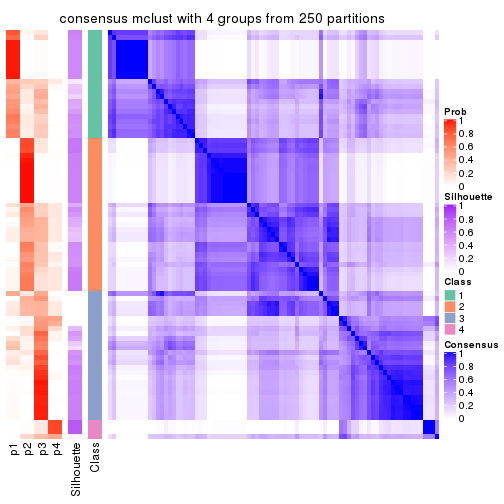 consensus mclust with 4 groups from 250 partitions
Prob
1
0.8
0.6
0.4
0.2
0
Silhouette
1
0.8
0.6
0.4
0.2
0
Class
1
2
3
4
Consensus
1
0.8
0.6
0.4
0.2
0
p1
p2
p3
p4
Silhouette
Class